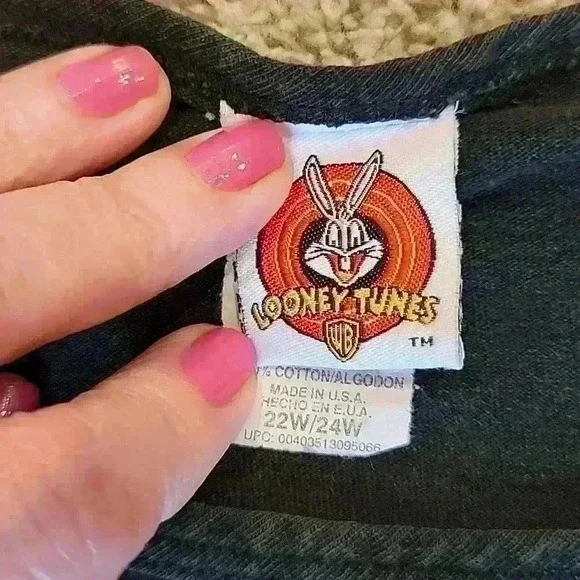 LOONEY TUNES
WB
TM
% COTTON/ALGODON
MADE IN U.S.A.
HECHO EN E.U.A.
22W/24W
UPC: 00403513095066